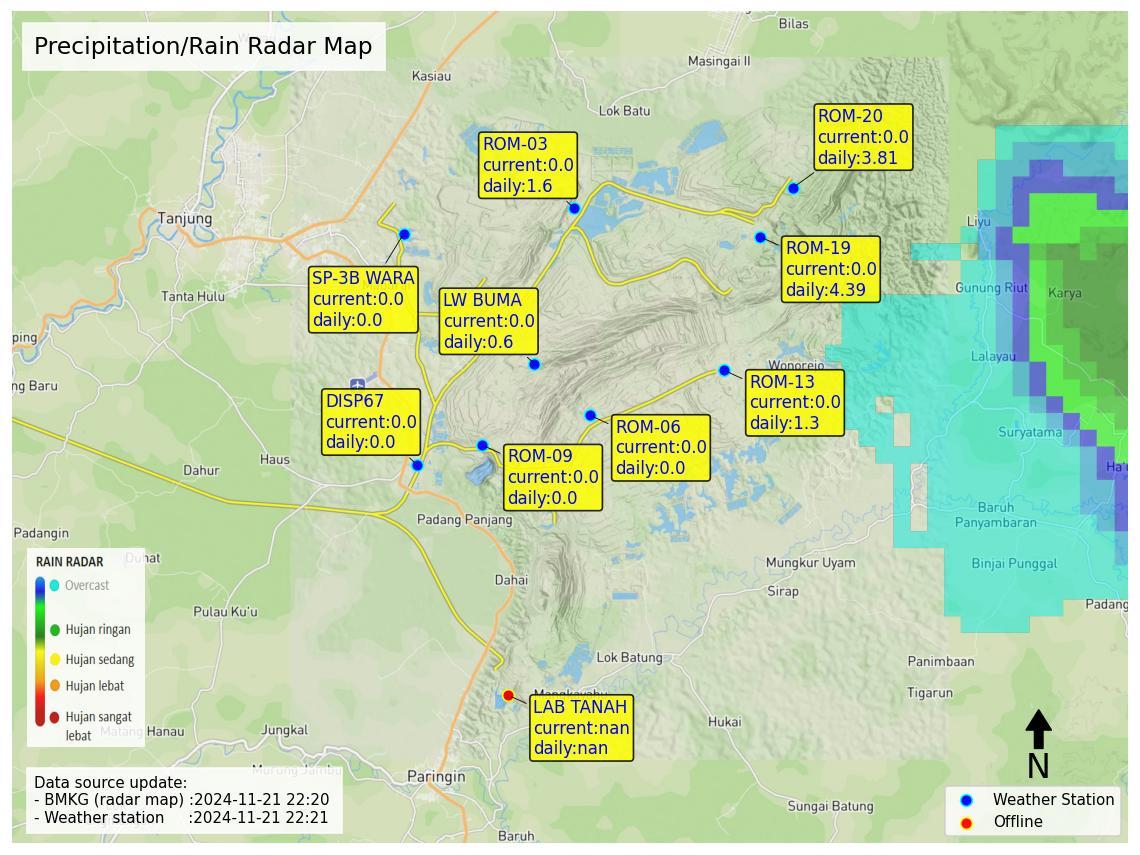 Precipitation/Rain Radar Map
Bilas
Masingai II
Kasiau
Lok Batu
ROM-20
current:0.0
daily:3.81
ROM-03
current:0.0
daily:1.6
Tanjung
Liyu
ROM-19
current:0.0
daily:4.39
SP-3B WARA
current:0.0
daily:0.0
Tanta Hulu
LW BUMA
current:0.0
daily:0.6
Gunung Riut
Karya
ping
Lalayau
Wonorejo
ng Baru
ROM-13
current:0.0
daily:1.3
DISP67
current:0.0
daily:0.0
ROM-06
current:0.0
daily:0.0
Suryatama
Haus
Dahur
ROM-09
current:0.0
daily:0.0
Ha'u
Baruh
Panyambaran
Padang Panjang
Padangin
Duhat
Mungkur Uyam
Binjai Punggal
RAIN RADAR
Overcast
Hujan ringan
Hujan sedang
Hujan lebat
Hujan sangat
lebat
Dahai
Sirap
Padang
Pulau Ku'u
Lok Batung
Panimbaan
Tigarun
Mangkayahu
LAB TANAH
current:nan
daily:nan
Matang Hanau
Jungkal
Hukai
N
Murung Jambu
Paringin
Data source update:
- BMKG (radar map) :2024-11-21 22:20
- Weather station :2024-11-21 22:21
Sungai Batung
Baruh
Weather Station
Offline